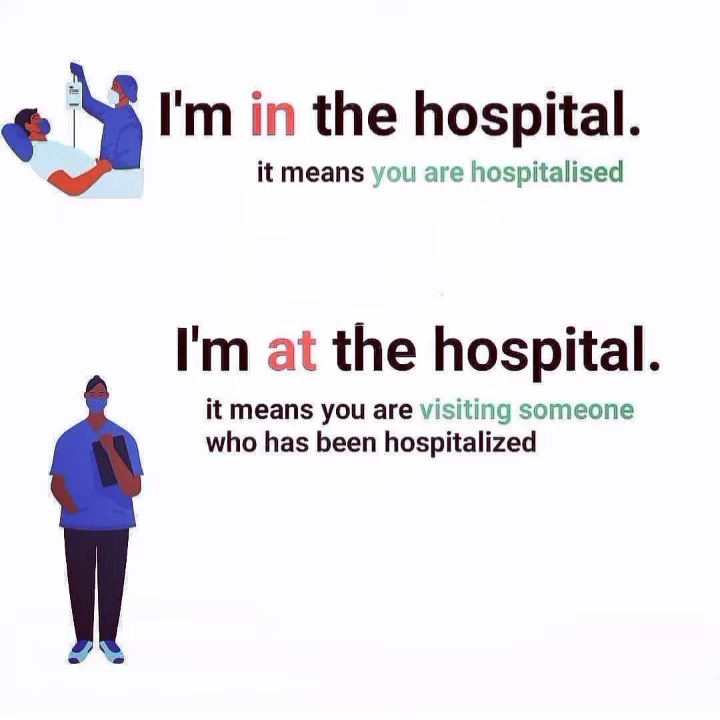 I'm in the hospital.
it means you are hospitalised
I'm at the hospital.
it means you are visiting someone
who has been hospitalized